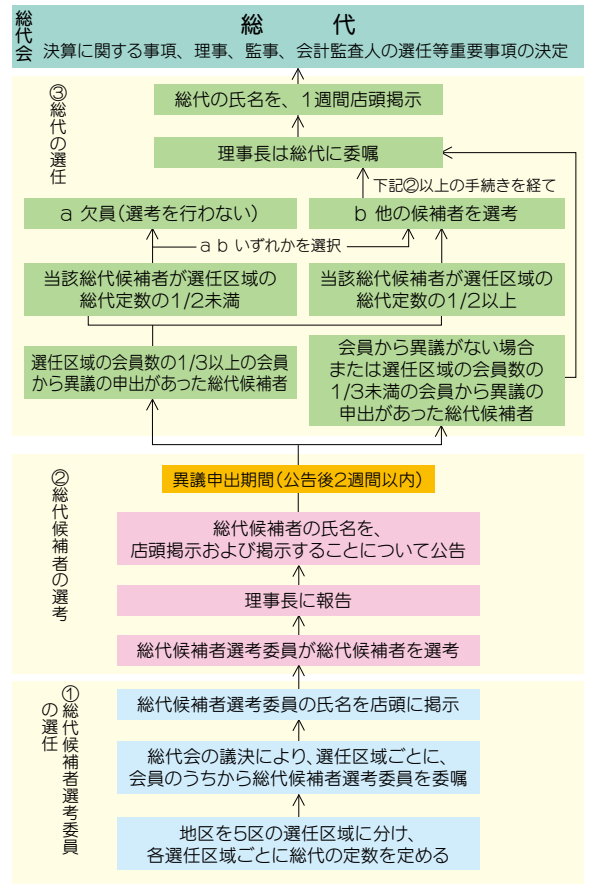 総代会
総代
決算に関する事項、理事、監事、会計監査人の選任等重要事項の決定
③総代の選任
総代の氏名を、1週間店頭掲示
理事長は総代に委嘱
下記②以上の手続きを経て
a 欠員(選考を行わない)
b 他の候補者を選考
a b いずれかを選択
当該総代候補者が選任区域の
総代定数の1/2未満
当該総代候補者が選任区域の
総代定数の1/2以上
選任区域の会員数の1/3以上の会員
から異議の申出があった総代候補者
会員から異議がない場合
または選任区域の会員数の
1/3未満の会員から異議の
申出があった総代候補者
②総代候補者の選考
異議申出期間(公告後2週間以内)
総代候補者の氏名を、
店頭掲示および掲示することについて公告
理事長に報告
総代候補者選考委員が総代候補者を選考
①総代候補者選考委員
の選任
総代候補者選考委員の氏名を店頭に掲示
総代会の議決により、選任区域ごとに、
会員のうちから総代候補者選考委員を委嘱
地区を5区の選任区域に分け、
各選任区域ごとに総代の定数を定める